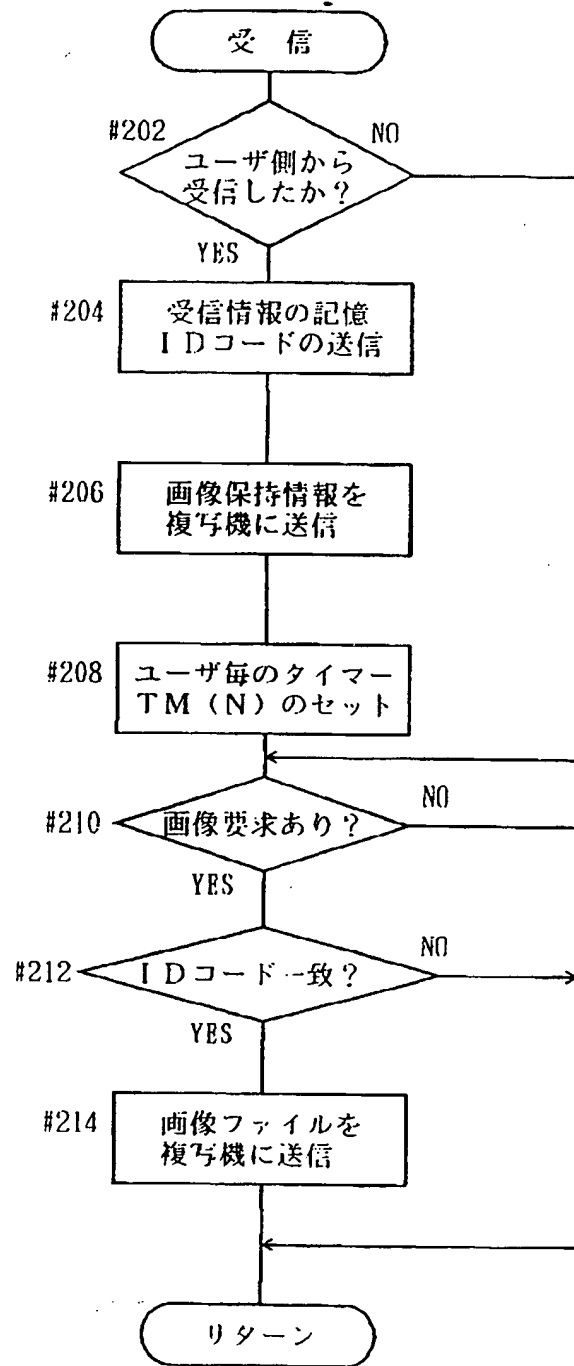 受信
#202
NO
ユーザ側から
受信したか?
YES
#204
受信情報の記憶
IDコードの送信
#206
画像保持情報を
複写機に送信
#208
ユーザ毎のタイマー
TM(N)のセット
#210
画像要求あり?
NO
YES
#212
IDコード一致?
NO
YES
#214
画像ファイルを
複写機に送信
リターン